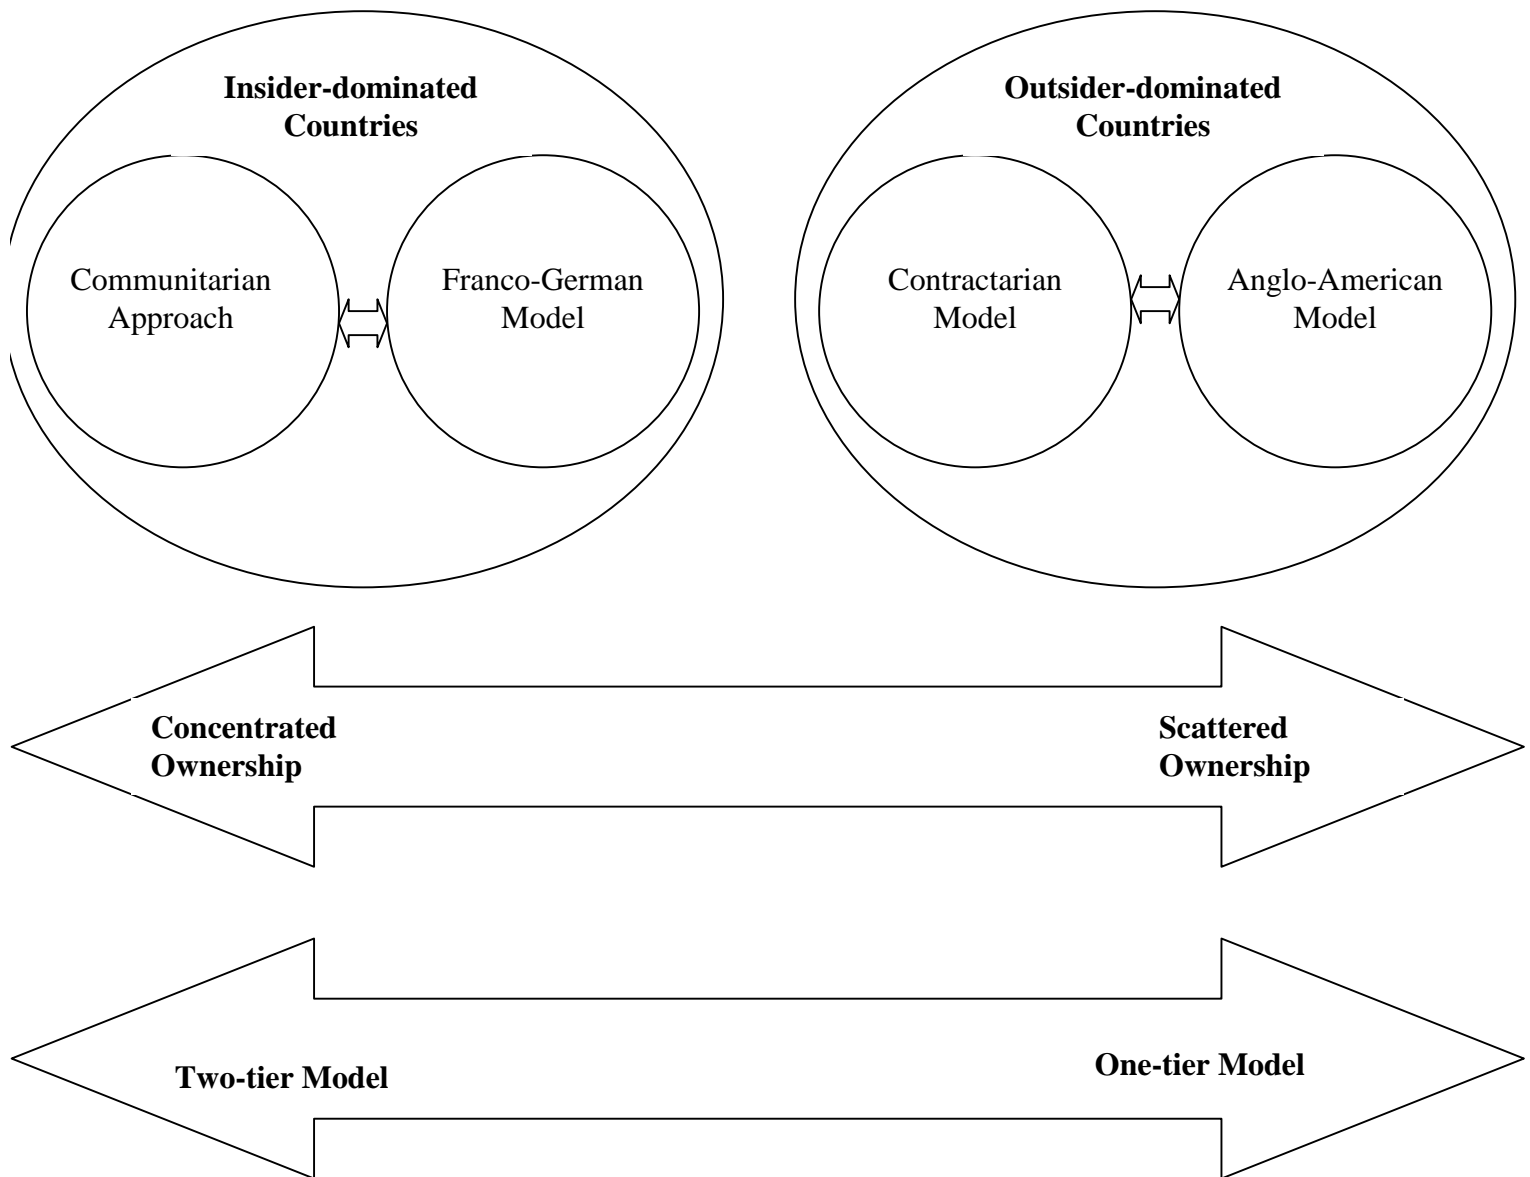 Insider-dominated
Countries
Communitarian
Approach
Franco-German
Model
Outsider-dominated
Countries
Contractarian
Model
Anglo-American
Model
Concentrated
Ownership
Scattered
Ownership
Two-tier Model
One-tier Model